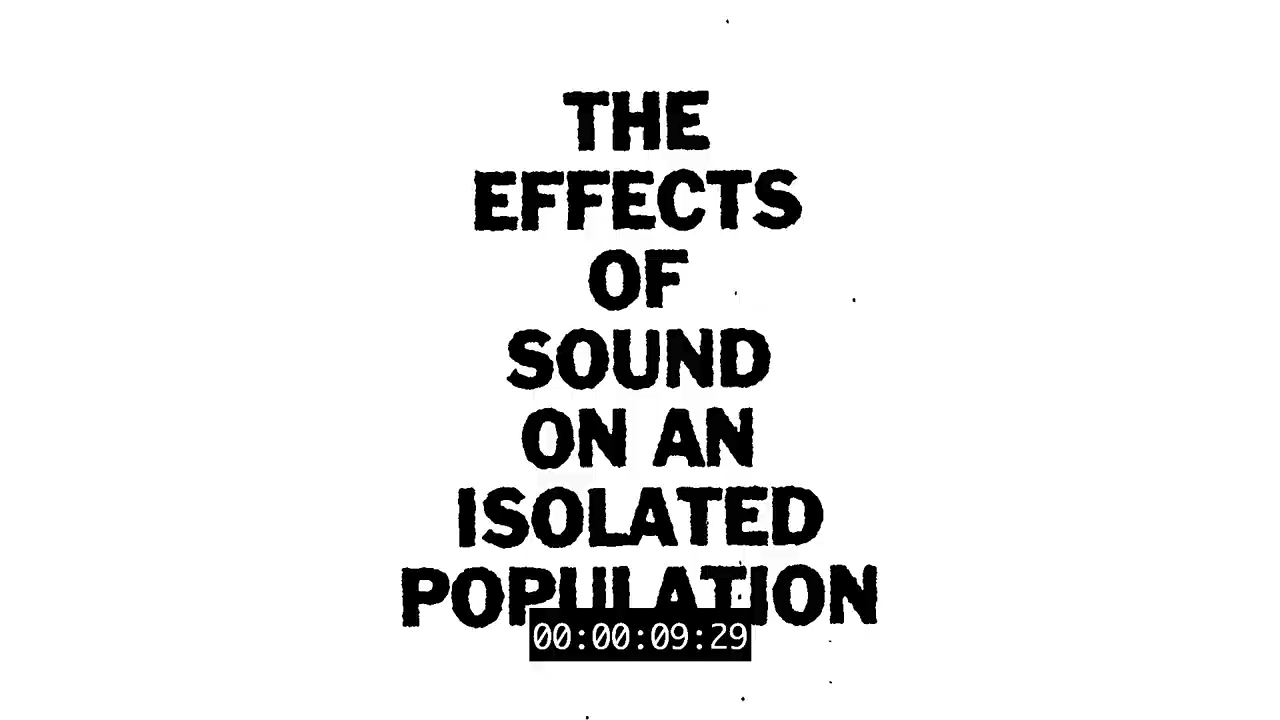 THE
EFFECTS
OF
SOUND
ON AN
ISOLATED
POPULATION
00:00:09:29